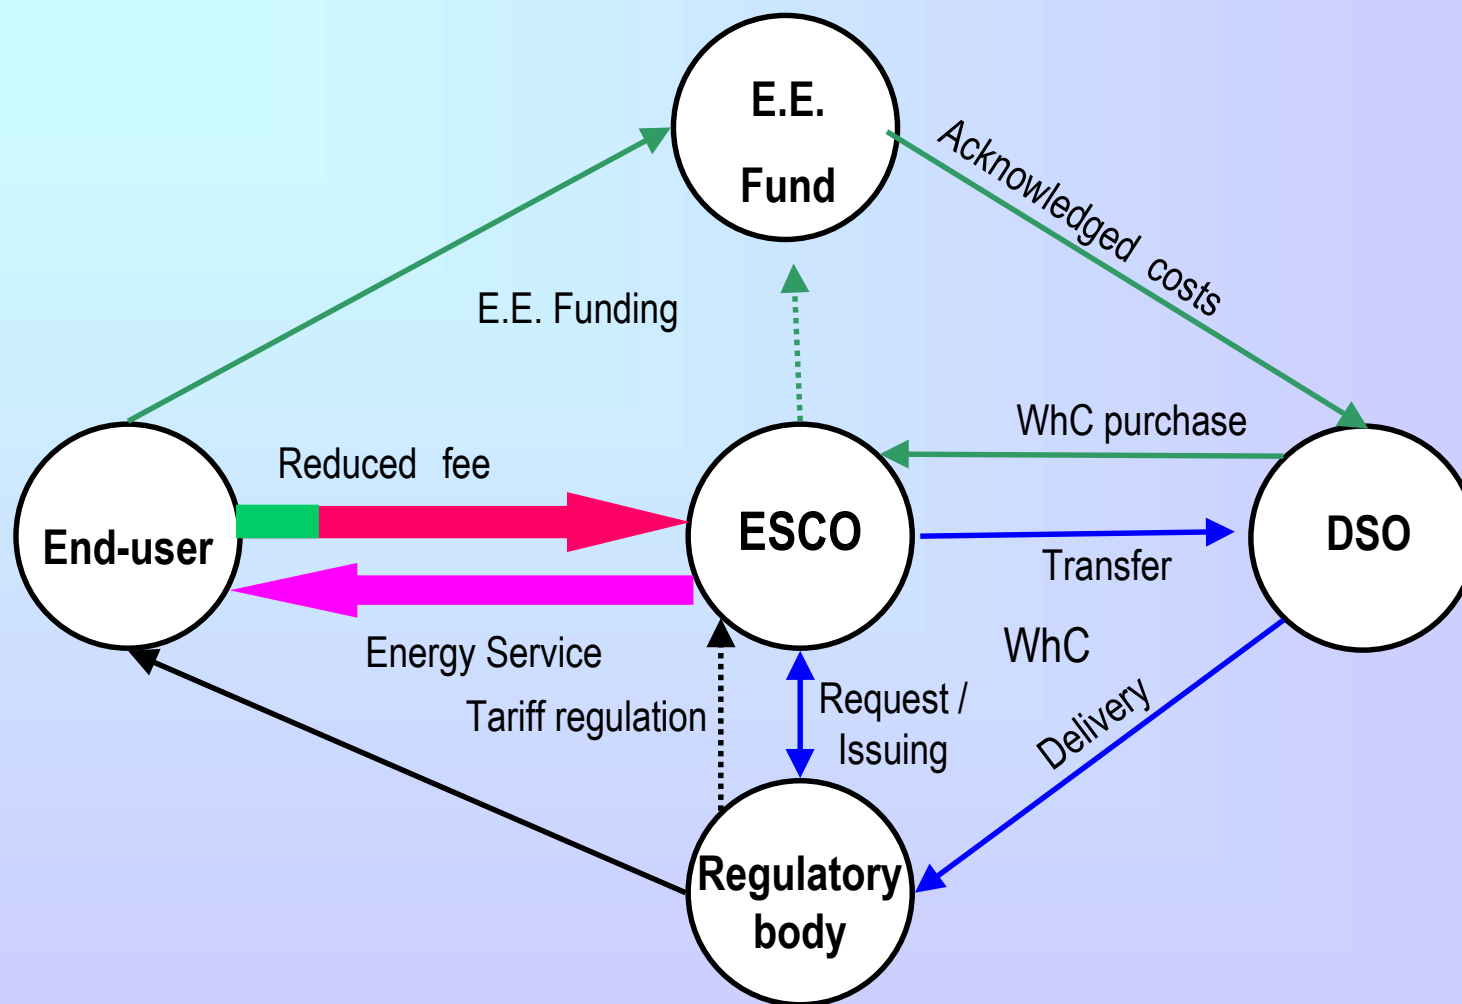 E.E.
Fund
Acknowledged costs
E.E. Funding
WhC purchase
Reduced fee
End-user
ESCO
DSO
Transfer
Energy Service
WhC
Tariff regulation
Request /
Issuing
Delivery
Regulatory
body